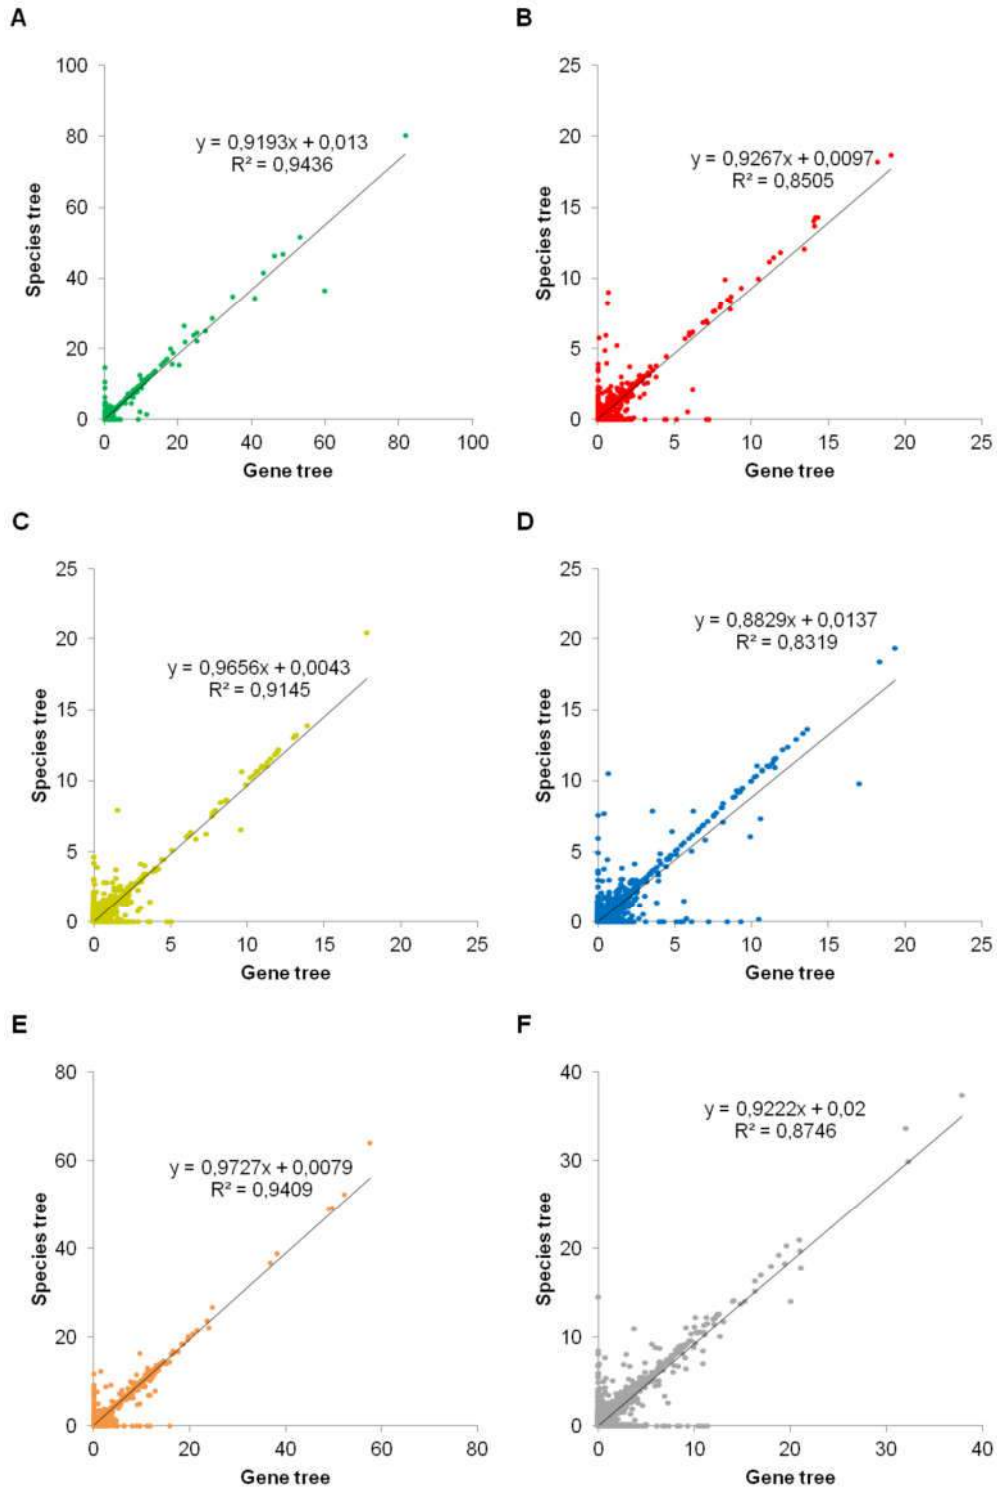 A
100
80
60
40
20
0
Species tree
y = 0,9193x + 0,013
R² = 0,9436
0 20 40 60 80 100
Gene tree
B
25
20
15
10
5
0
Species tree
y = 0,9267x + 0,0097
R² = 0,8505
0 5 10 15 20 25
Gene tree
C
25
20
15
10
5
0
Species tree
y = 0,9656x + 0,0043
R² = 0,9145
0 5 10 15 20 25
Gene tree
D
25
20
15
10
5
0
Species tree
y = 0,8829x + 0,0137
R² = 0,8319
0 5 10 15 20 25
Gene tree
E
80
60
40
20
0
Species tree
y = 0,9727x + 0,0079
R² = 0,9409
0 20 40 60 80
Gene tree
F
40
30
20
10
0
Species tree
y = 0,9222x + 0,02
R² = 0,8746
0 10 20 30 40
Gene tree